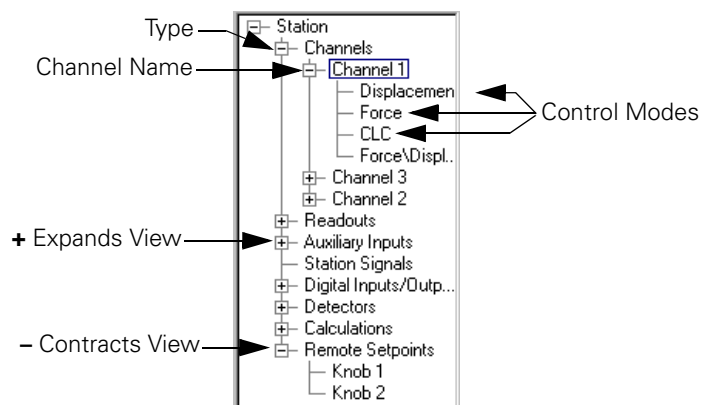 Type
Channel Name
+ Expands View
– Contracts View
Station
Channels
Channel 1
Displacemen
Force
CLC
Force\Displ..
Channel 3
Channel 2
Readouts
Auxiliary Inputs
Station Signals
Digital Inputs/Outp...
Detectors
Calculations
Remote Setpoints
Knob 1
Knob 2
Control Modes